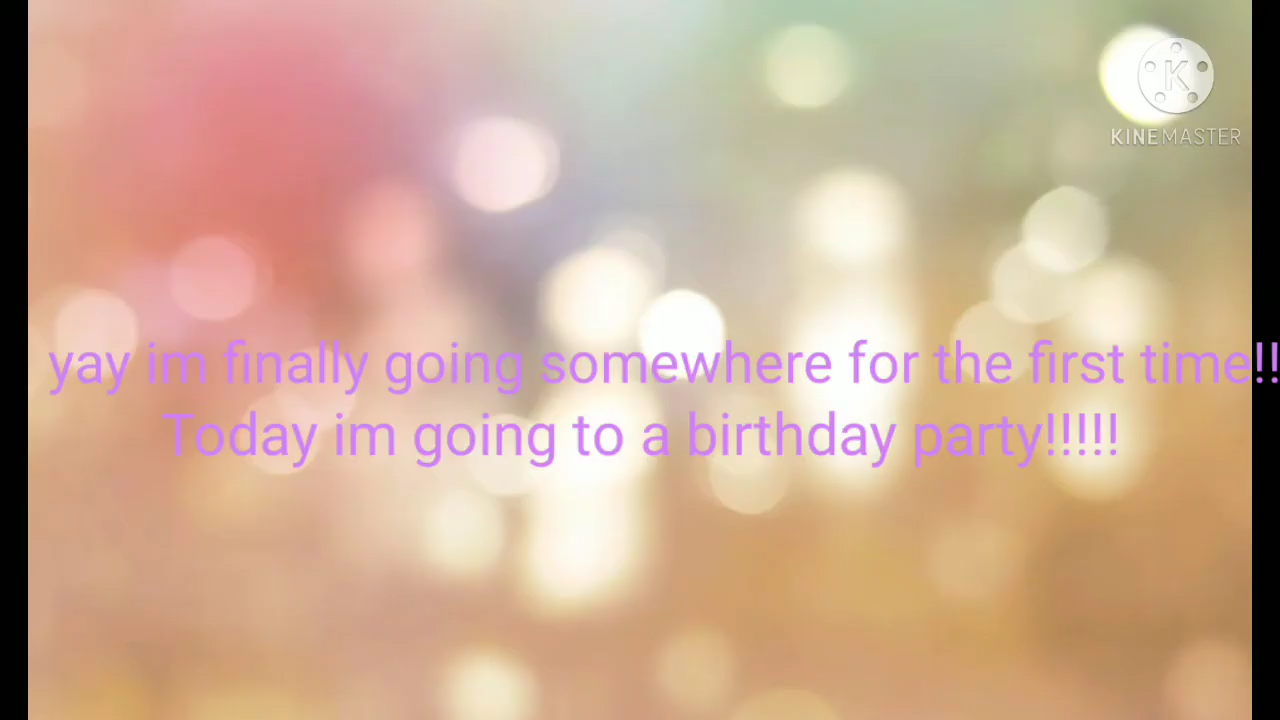 KINEMASTER
yay im finally going somewhere for the first time!!
Today im going to a birthday party!!!!!